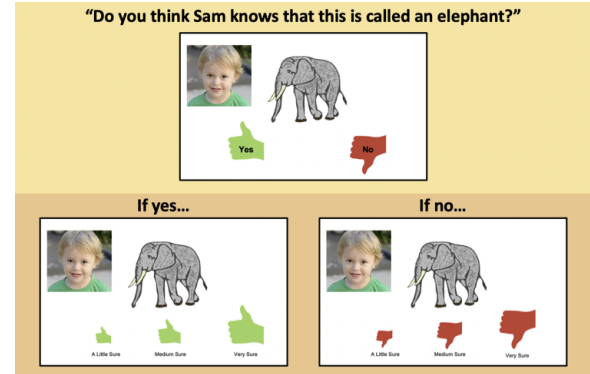 “Do you think Sam knows that this is called an elephant?”
Yes
No
If yes...
If no...
A Little Sure
Medium Sure
Very Sure
A Little Sure
Medium Sure
Very Sure